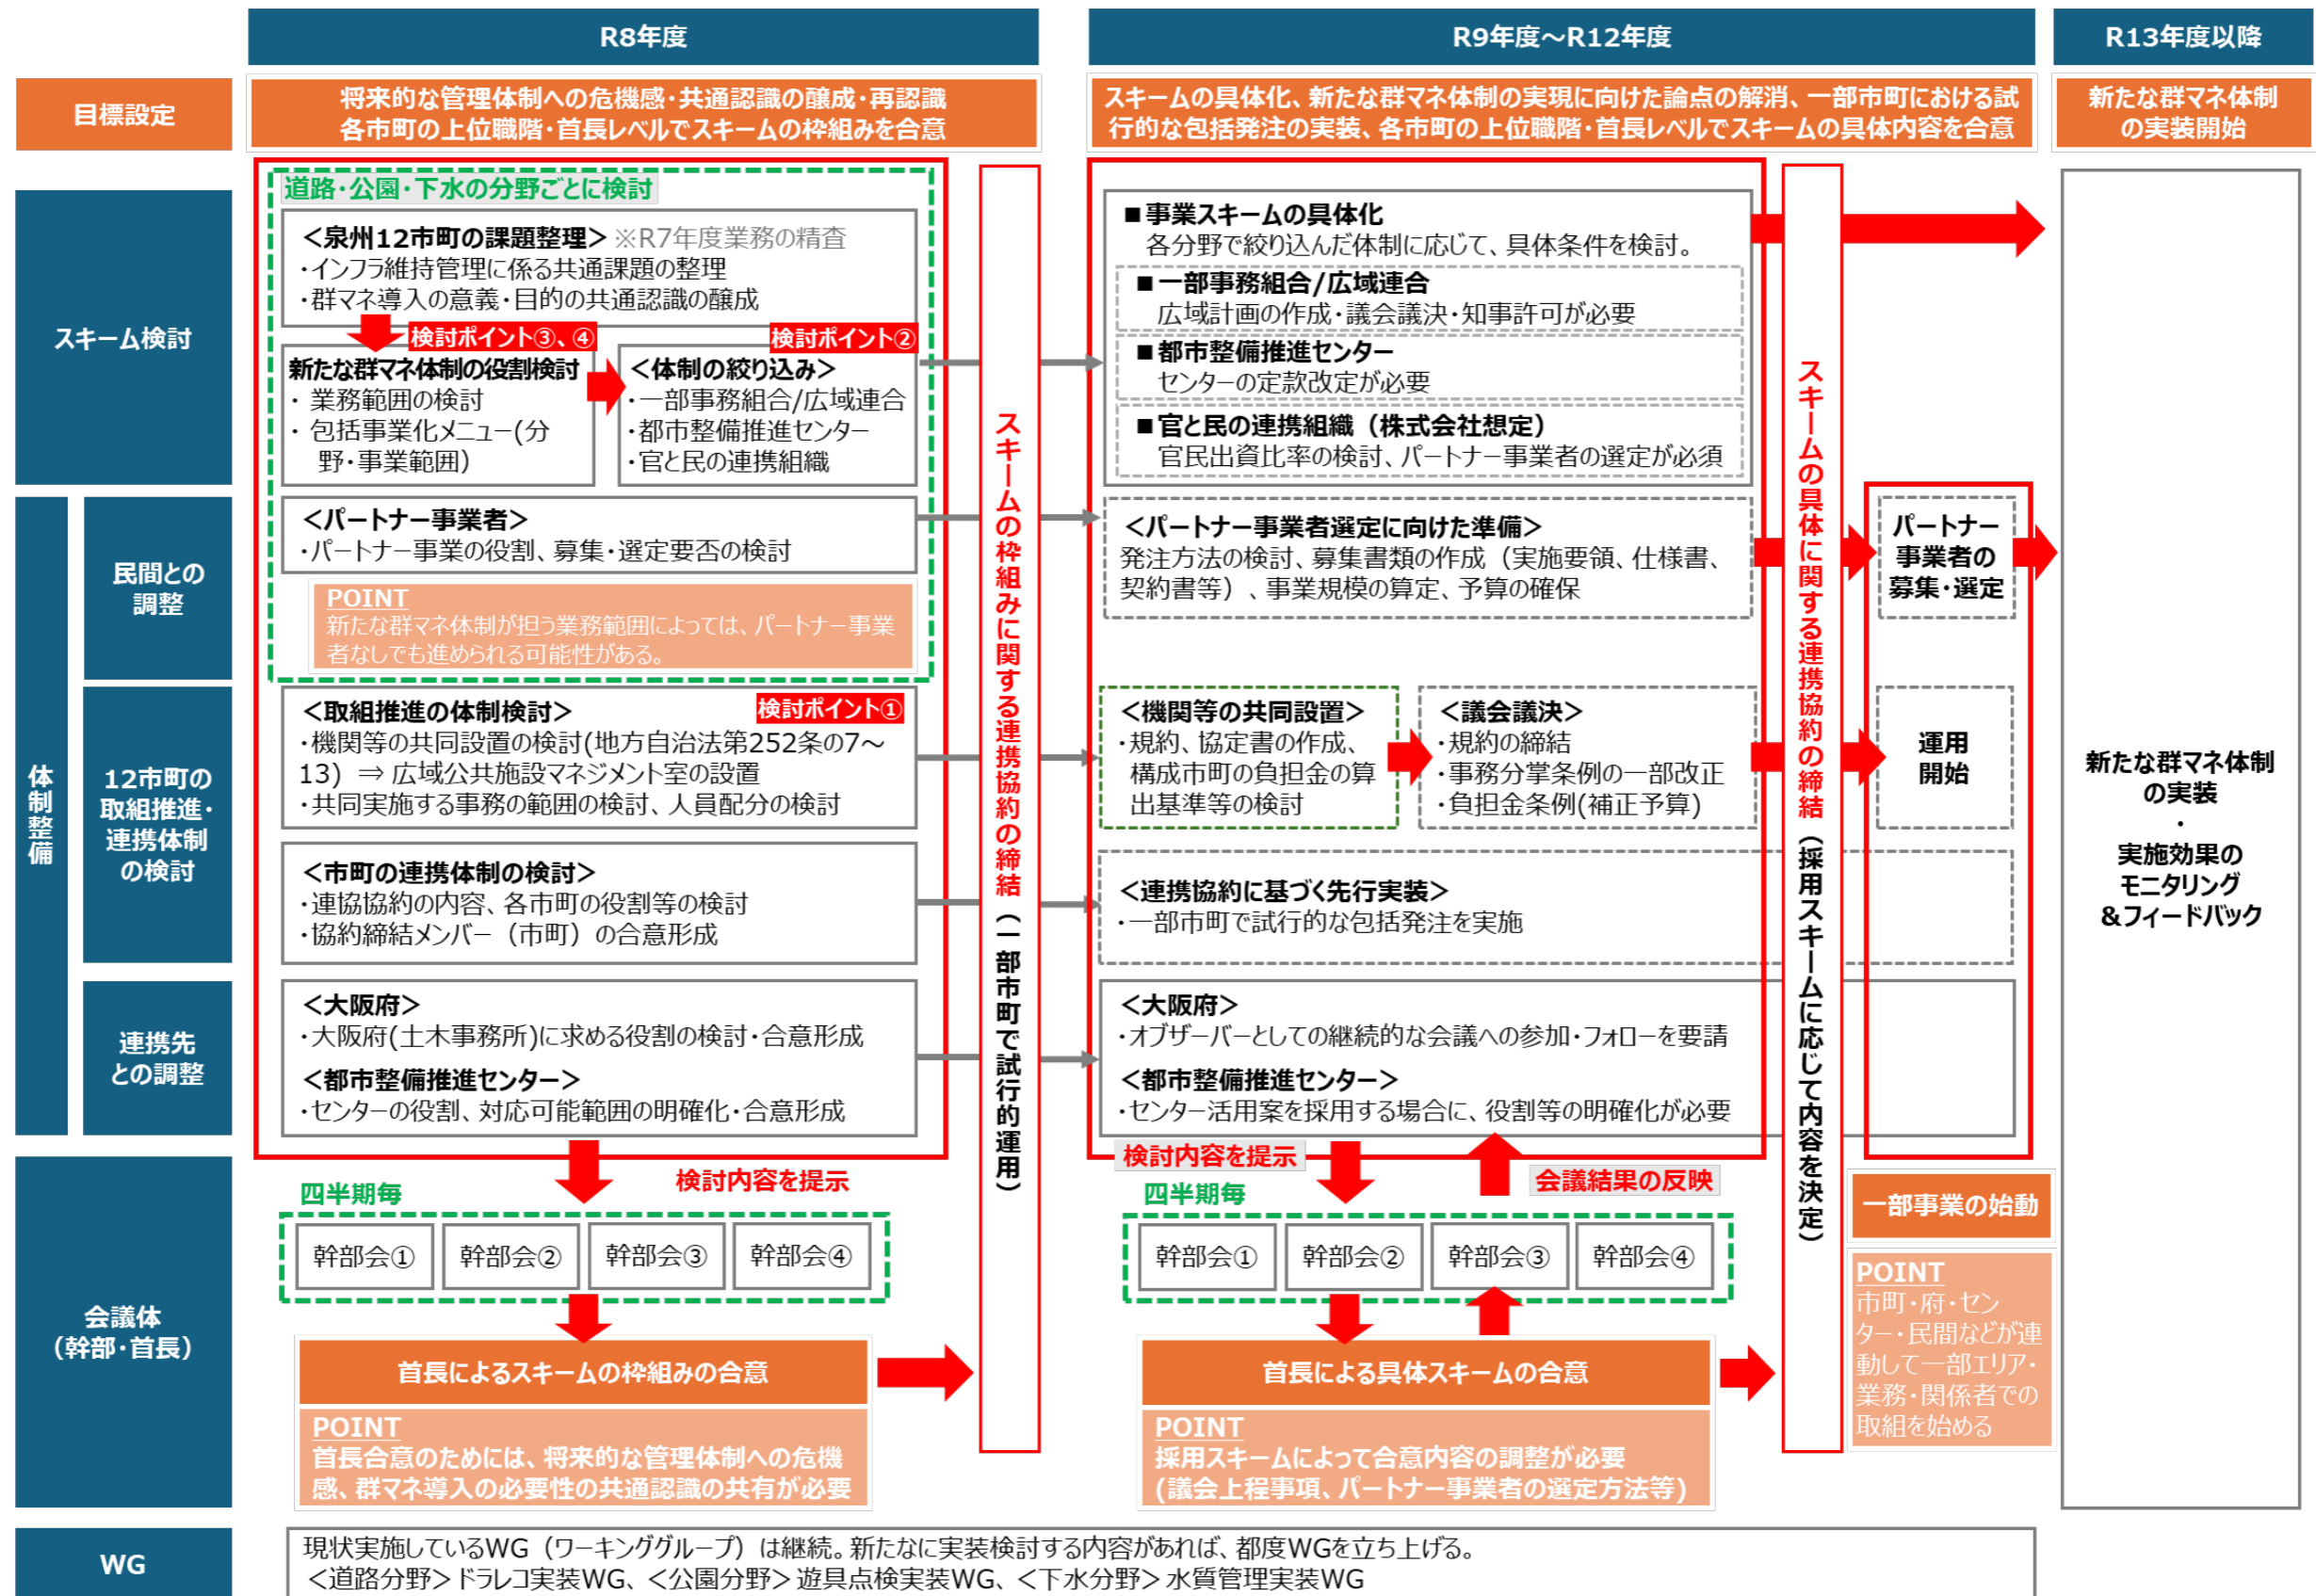 R8年度
R9年度～R12年度
R13年度以降
目標設定
将来的な管理体制への危機感・共通認識の醸成・再認識
各市町の上位職階・首長レベルでスキームの枠組みを合意
スキームの具体化、新たな群マネ体制の実現に向けた論点の解消、一部市町における試
行的な包括発注の実装、各市町の上位職階・首長レベルでスキームの具体内容を合意
新たな群マネ体制
の実装開始
スキーム検討
道路・公園・下水の分野ごとに検討
＜泉州12市町の課題整理＞※R7年度業務の精査
・インフラ維持管理に係る共通課題の整理
・群マネ導入の意義・目的の共通認識の醸成
検討ポイント③、④
検討ポイント②
新たな群マネ体制の役割検討
・ 業務範囲の検討
・ 包括事業化メニュー(分
野・事業範囲)
＜体制の絞り込み＞
・一部事務組合/広域連合
・都市整備推進センター
・官と民の連携組織
■事業スキームの具体化
各分野で絞り込んだ体制に応じて、具体条件を検討。
■一部事務組合/広域連合
広域計画の作成・議会議決・知事許可が必要
■都市整備推進センター
センターの定款改定が必要
■官と民の連携組織（株式会社想定）
官民出資比率の検討、パートナー事業者の選定が必須
体制整備
民間との
調整
＜パートナー事業者＞
・パートナー事業の役割、募集・選定要否の検討
POINT
新たな群マネ体制が担う業務範囲によっては、パートナー事業
者なしでも進められる可能性がある。
＜パートナー事業者選定に向けた準備＞
発注方法の検討、募集書類の作成（実施要領、仕様書、
契約書等）、事業規模の算定、予算の確保
パートナー
事業者の
募集・選定
12市町の
取組推進・
連携体制
の検討
＜取組推進の体制検討＞
検討ポイント①
・機関等の共同設置の検討(地方自治法第252条の7～
13) ⇒ 広域公共施設マネジメント室の設置
・共同実施する事務の範囲の検討、人員配分の検討
＜機関等の共同設置＞
・規約、協定書の作成、
構成市町の負担金の算
出基準等の検討
＜議会議決＞
・規約の締結
・事務分掌条例の一部改正
・負担金条例(補正予算)
運用
開始
＜市町の連携体制の検討＞
・連協協約の内容、各市町の役割等の検討
・協約締結メンバー（市町）の合意形成
＜連携協約に基づく先行実装＞
・一部市町で試行的な包括発注を実施
連携先
との調整
＜大阪府＞
・大阪府(土木事務所)に求める役割の検討・合意形成
＜都市整備推進センター＞
・センターの役割、対応可能範囲の明確化・合意形成
＜大阪府＞
・オブザーバーとしての継続的な会議への参加・フォローを要請
＜都市整備推進センター＞
・センター活用案を採用する場合に、役割等の明確化が必要
スキームの枠組みに関する連携協約の締結（一部市町で試行的運用）
スキームの具体に関する連携協約の締結（採用スキームに応じて内容を決定）
新たな群マネ体制
の実装
・
実施効果の
モニタリング
＆フィードバック
会議体
（幹部・首長）
検討内容を提示
四半期毎
幹部会①
幹部会②
幹部会③
幹部会④
首長によるスキームの枠組みの合意
POINT
首長合意のためには、将来的な管理体制への危機
感、群マネ導入の必要性の共通認識の共有が必要
検討内容を提示
会議結果の反映
四半期毎
幹部会①
幹部会②
幹部会③
幹部会④
首長による具体スキームの合意
POINT
採用スキームによって合意内容の調整が必要
(議会上程事項、パートナー事業者の選定方法等)
一部事業の始動
POINT
市町・府・セン
ター・民間などが連
動して一部エリア・
業務・関係者での
取組を始める
WG
現状実施しているWG（ワーキンググループ）は継続。新たに実装検討する内容があれば、都度WGを立ち上げる。
＜道路分野＞ドラレコ実装WG、＜公園分野＞遊具点検実装WG、＜下水分野＞水質管理実装WG